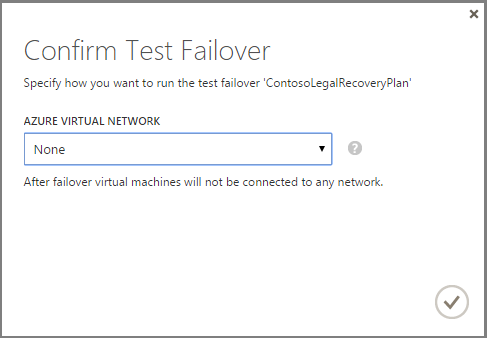 Confirm Test Failover
Specify how you want to run the test failover 'ContosoLegalRecoveryPlan'
AZURE VIRTUAL NETWORK
None
?
After failover virtual machines will not be connected to any network.